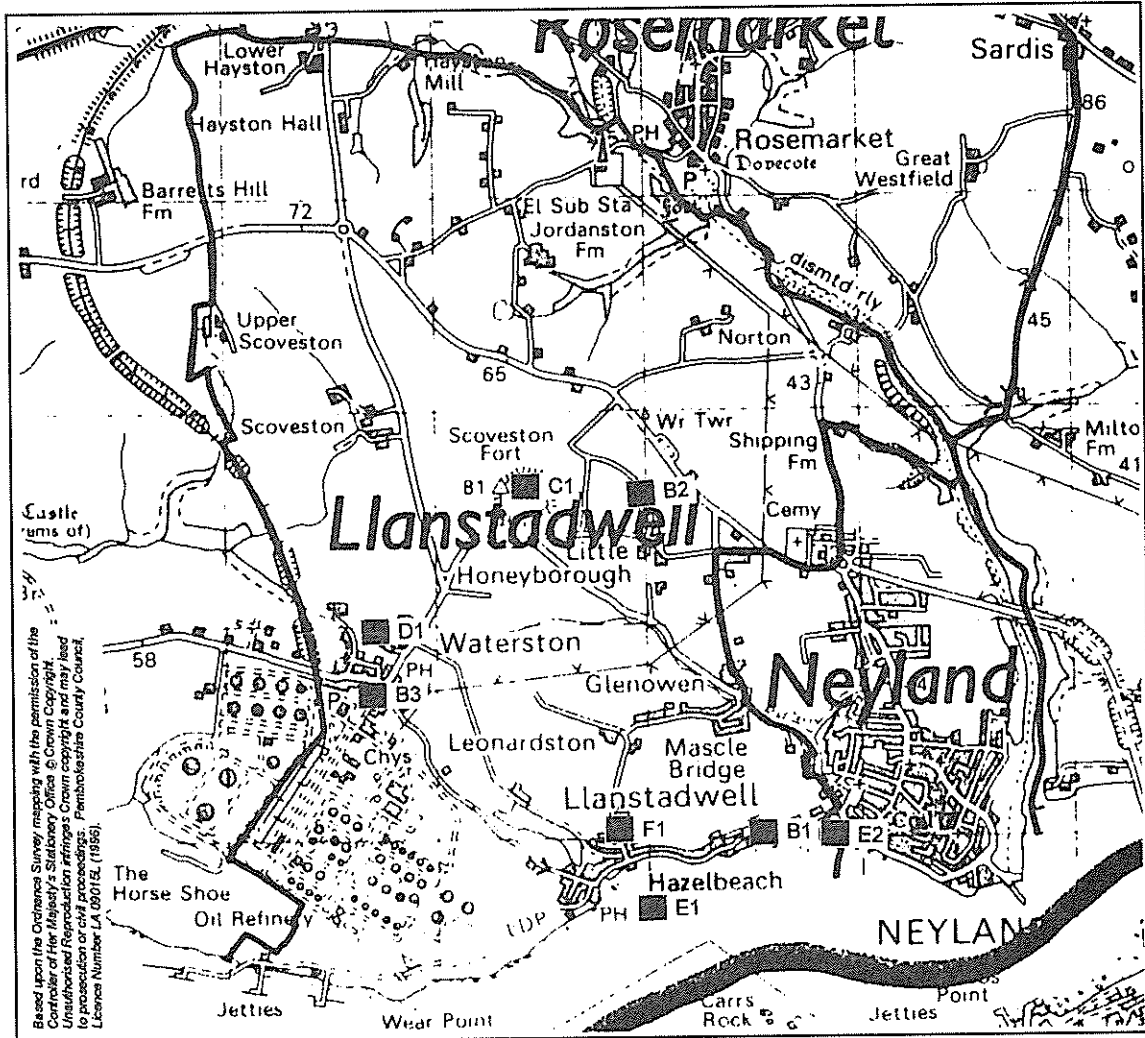 Rosemarket
Sardis
Lower
Hayston
Mill
86
Hayston Hall
PH
Rosemarket
Dovecote
Great
Westfield
rd
Barretts Hill
Fm
P
72
El Sub Sta
Jordanston
Fm
dismtd rly
Upper
Scoveston
45
Norton
65
43
Scoveston
Wr Twr
Scoveston
Fort
Shipping
Fm
Fm
41
81
C1
B2
Castle
Llanstadwell
Cemy
Little
Honeyborough
D1
Waterston
58
PH
Glenowen
Neyland
P
B3
Leonardston
Mascle
Bridge
Chys
Llanstadwell
F1
B1
E2
The
Horse Shoe
Hazelbeach
Oil Refinery
PH
E1
NEYLAN
Point
Jetties
Wear Point
Carrs
Rock
Jetties
Based upon the Ordnance Survey mapping with the permission of the
Controller of Her Majesty's Stationery Office © Crown Copyright.
Unauthorised Reproduction infringes Crown copyright and may lead
to prosecution or civil proceedings. Pembrokeshire County Council,
Licence Number LA 09015L (1996).